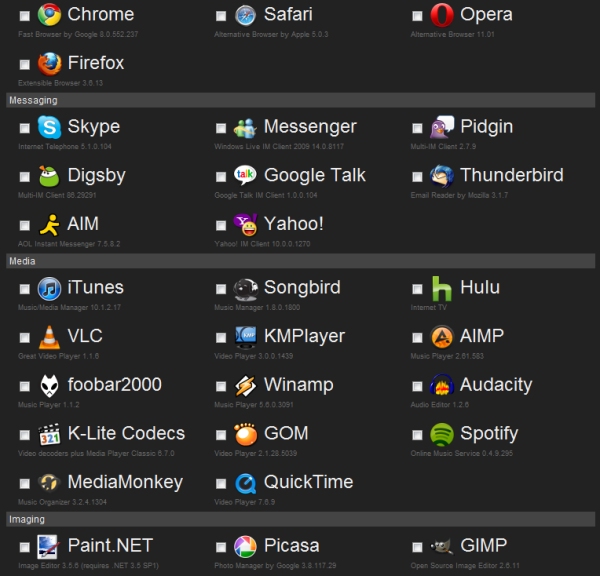 Chrome Safari Opera
Fast Browser by Google 8.0.552.237 Alternative Browser by Apple 5.0.3 Alternative Browser 11.01
Firefox
Extensible Browser 3.6.13
Messaging
Skype Messenger Pidgin
Internet Telephone 5.1.0.104 Windows Live IM Client 2009 14.0.8117 Multi-IM Client 2.7.9
Digsby talk Google Talk Thunderbird
Multi-IM Client 86.29291 Google Talk IM Client 1.0.0.104 Email Reader by Mozilla 3.1.7
AIM Yahoo!
AOL Instant Messenger 7.5.8.2 Yahoo! IM Client 10.0.0.1270
Media
iTunes Songbird Hulu
Music/Media Manager 10.1.2.17 Music Manager 1.8.0.1800 Internet TV
VLC KMPlayer AIMP
Great Video Player 1.1.6 Video Player 3.0.0.1439 Music Player 2.61.583
foobar2000 Winamp Audacity
Music Player 1.1.2 Music Player 5.6.0.3091 Audio Editor 1.2.6
321 K-Lite Codecs GOM Spotify
Video decoders plus Media Player Classic 6.7.0 Video Player 2.1.28.5039 Online Music Service 0.4.9.295
MediaMonkey QuickTime
Music Organizer 3.2.4.1304 Video Player 7.6.9
Imaging
Paint.NET Picasa GIMP
Image Editor 3.5.6 (requires .NET 3.5 SP1) Photo Manager by Google 3.8.117.29 Open Source Image Editor 2.6.11